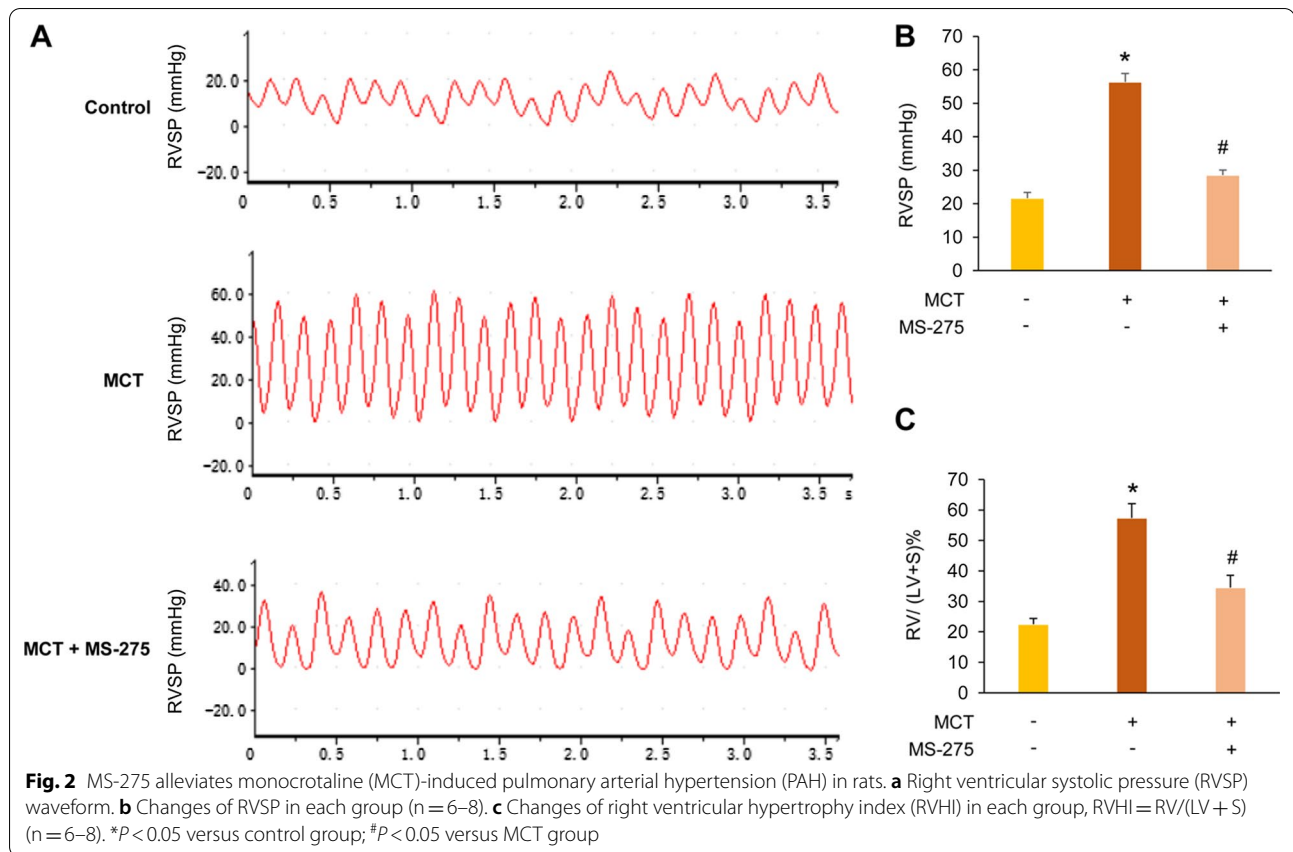 A
RVSP (mmHg)
Control
20.0
0
-20.0
0 0.5 1.0 1.5 2.0 2.5 3.0 3.5
RVSP (mmHg)
MCT
60.0
40.0
20.0
0
-20.0
0 0.5 1.0 1.5 2.0 2.5 3.0 3.5 s
RVSP (mmHg)
MCT + MS-275
40.0
20.0
0
-20.0
0 0.5 1.0 1.5 2.0 2.5 3.0 3.5
B
RVSP (mmHg)
70
60
50
40
30
20
10
0
*
#
MCT - + +
MS-275 - - +
C
RV/ (LV+S)%
70
60
50
40
30
20
10
0
*
#
MCT - + +
MS-275 - - +
Fig. 2 MS-275 alleviates monocrotaline (MCT)-induced pulmonary arterial hypertension (PAH) in rats. a Right ventricular systolic pressure (RVSP)
waveform. b Changes of RVSP in each group (n = 6–8). c Changes of right ventricular hypertrophy index (RVHI) in each group, RVHI = RV/(LV + S)
(n = 6–8). *P < 0.05 versus control group; #P < 0.05 versus MCT group